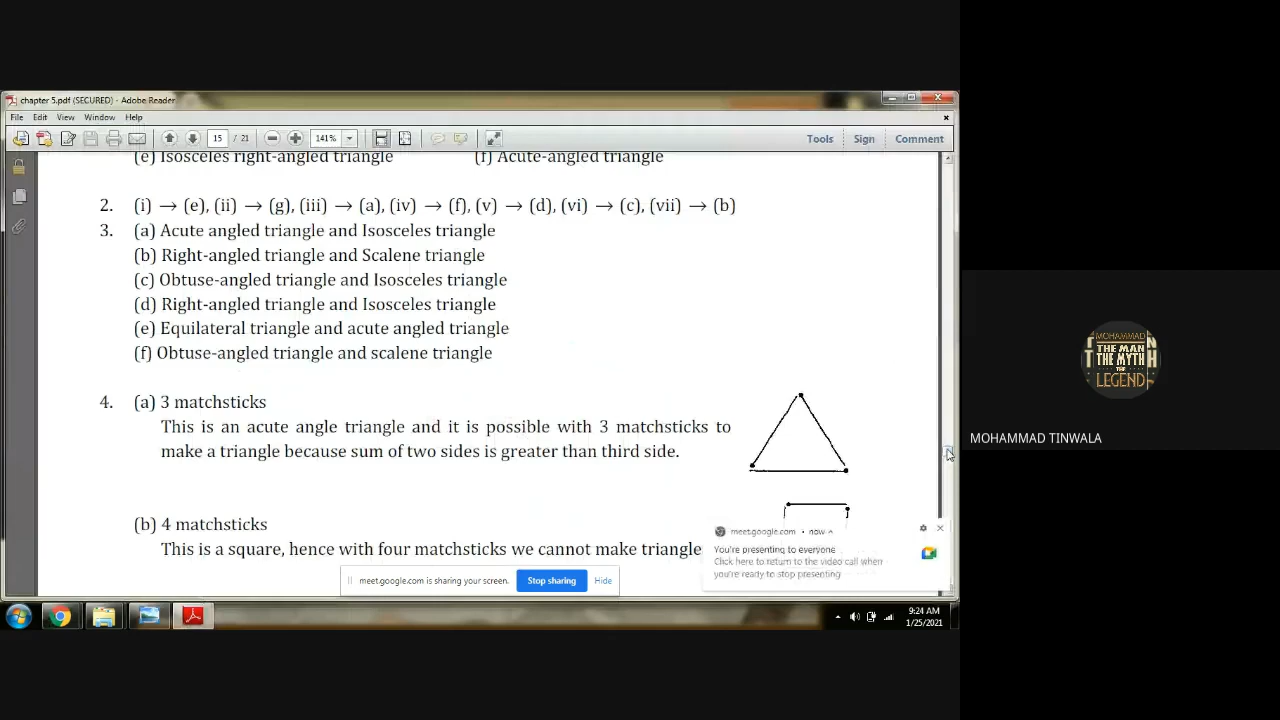 chapter 5.pdf (SECURED) - Adobe Reader
File Edit View Window Help
15 / 21 141% Tools Sign Comment
(e) Isosceles right-angled triangle (f) Acute-angled triangle
2. (i) → (e), (ii) → (g), (iii) → (a), (iv) → (f), (v) → (d), (vi) → (c), (vii) → (b)
3. (a) Acute angled triangle and Isosceles triangle
(b) Right-angled triangle and Scalene triangle
(c) Obtuse-angled triangle and Isosceles triangle
(d) Right-angled triangle and Isosceles triangle
(e) Equilateral triangle and acute angled triangle
(f) Obtuse-angled triangle and scalene triangle
4. (a) 3 matchsticks
This is an acute angle triangle and it is possible with 3 matchsticks to
make a triangle because sum of two sides is greater than third side.
(b) 4 matchsticks
This is a square, hence with four matchsticks we cannot make triangle
meet.google.com • now
You're presenting to everyone
Click here to return to the video call when
you're ready to stop presenting
meet.google.com is sharing your screen. Stop sharing Hide
9:24 AM
1/25/2021
MOHAMMAD
THE MAN
THE MYTH
THE
LEGEND
MOHAMMAD TINWALA